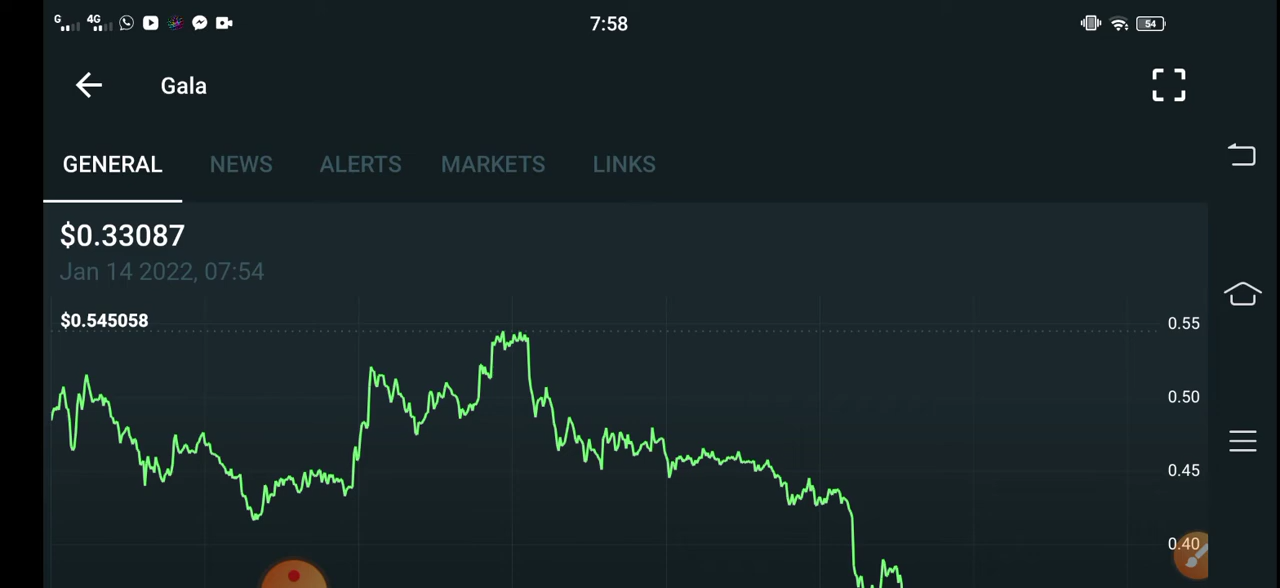 G 4G 7:58 54
Gala
GENERAL NEWS ALERTS MARKETS LINKS
$0.33087
Jan 14 2022, 07:54
$0.545058
0.55
0.50
0.45
0.40